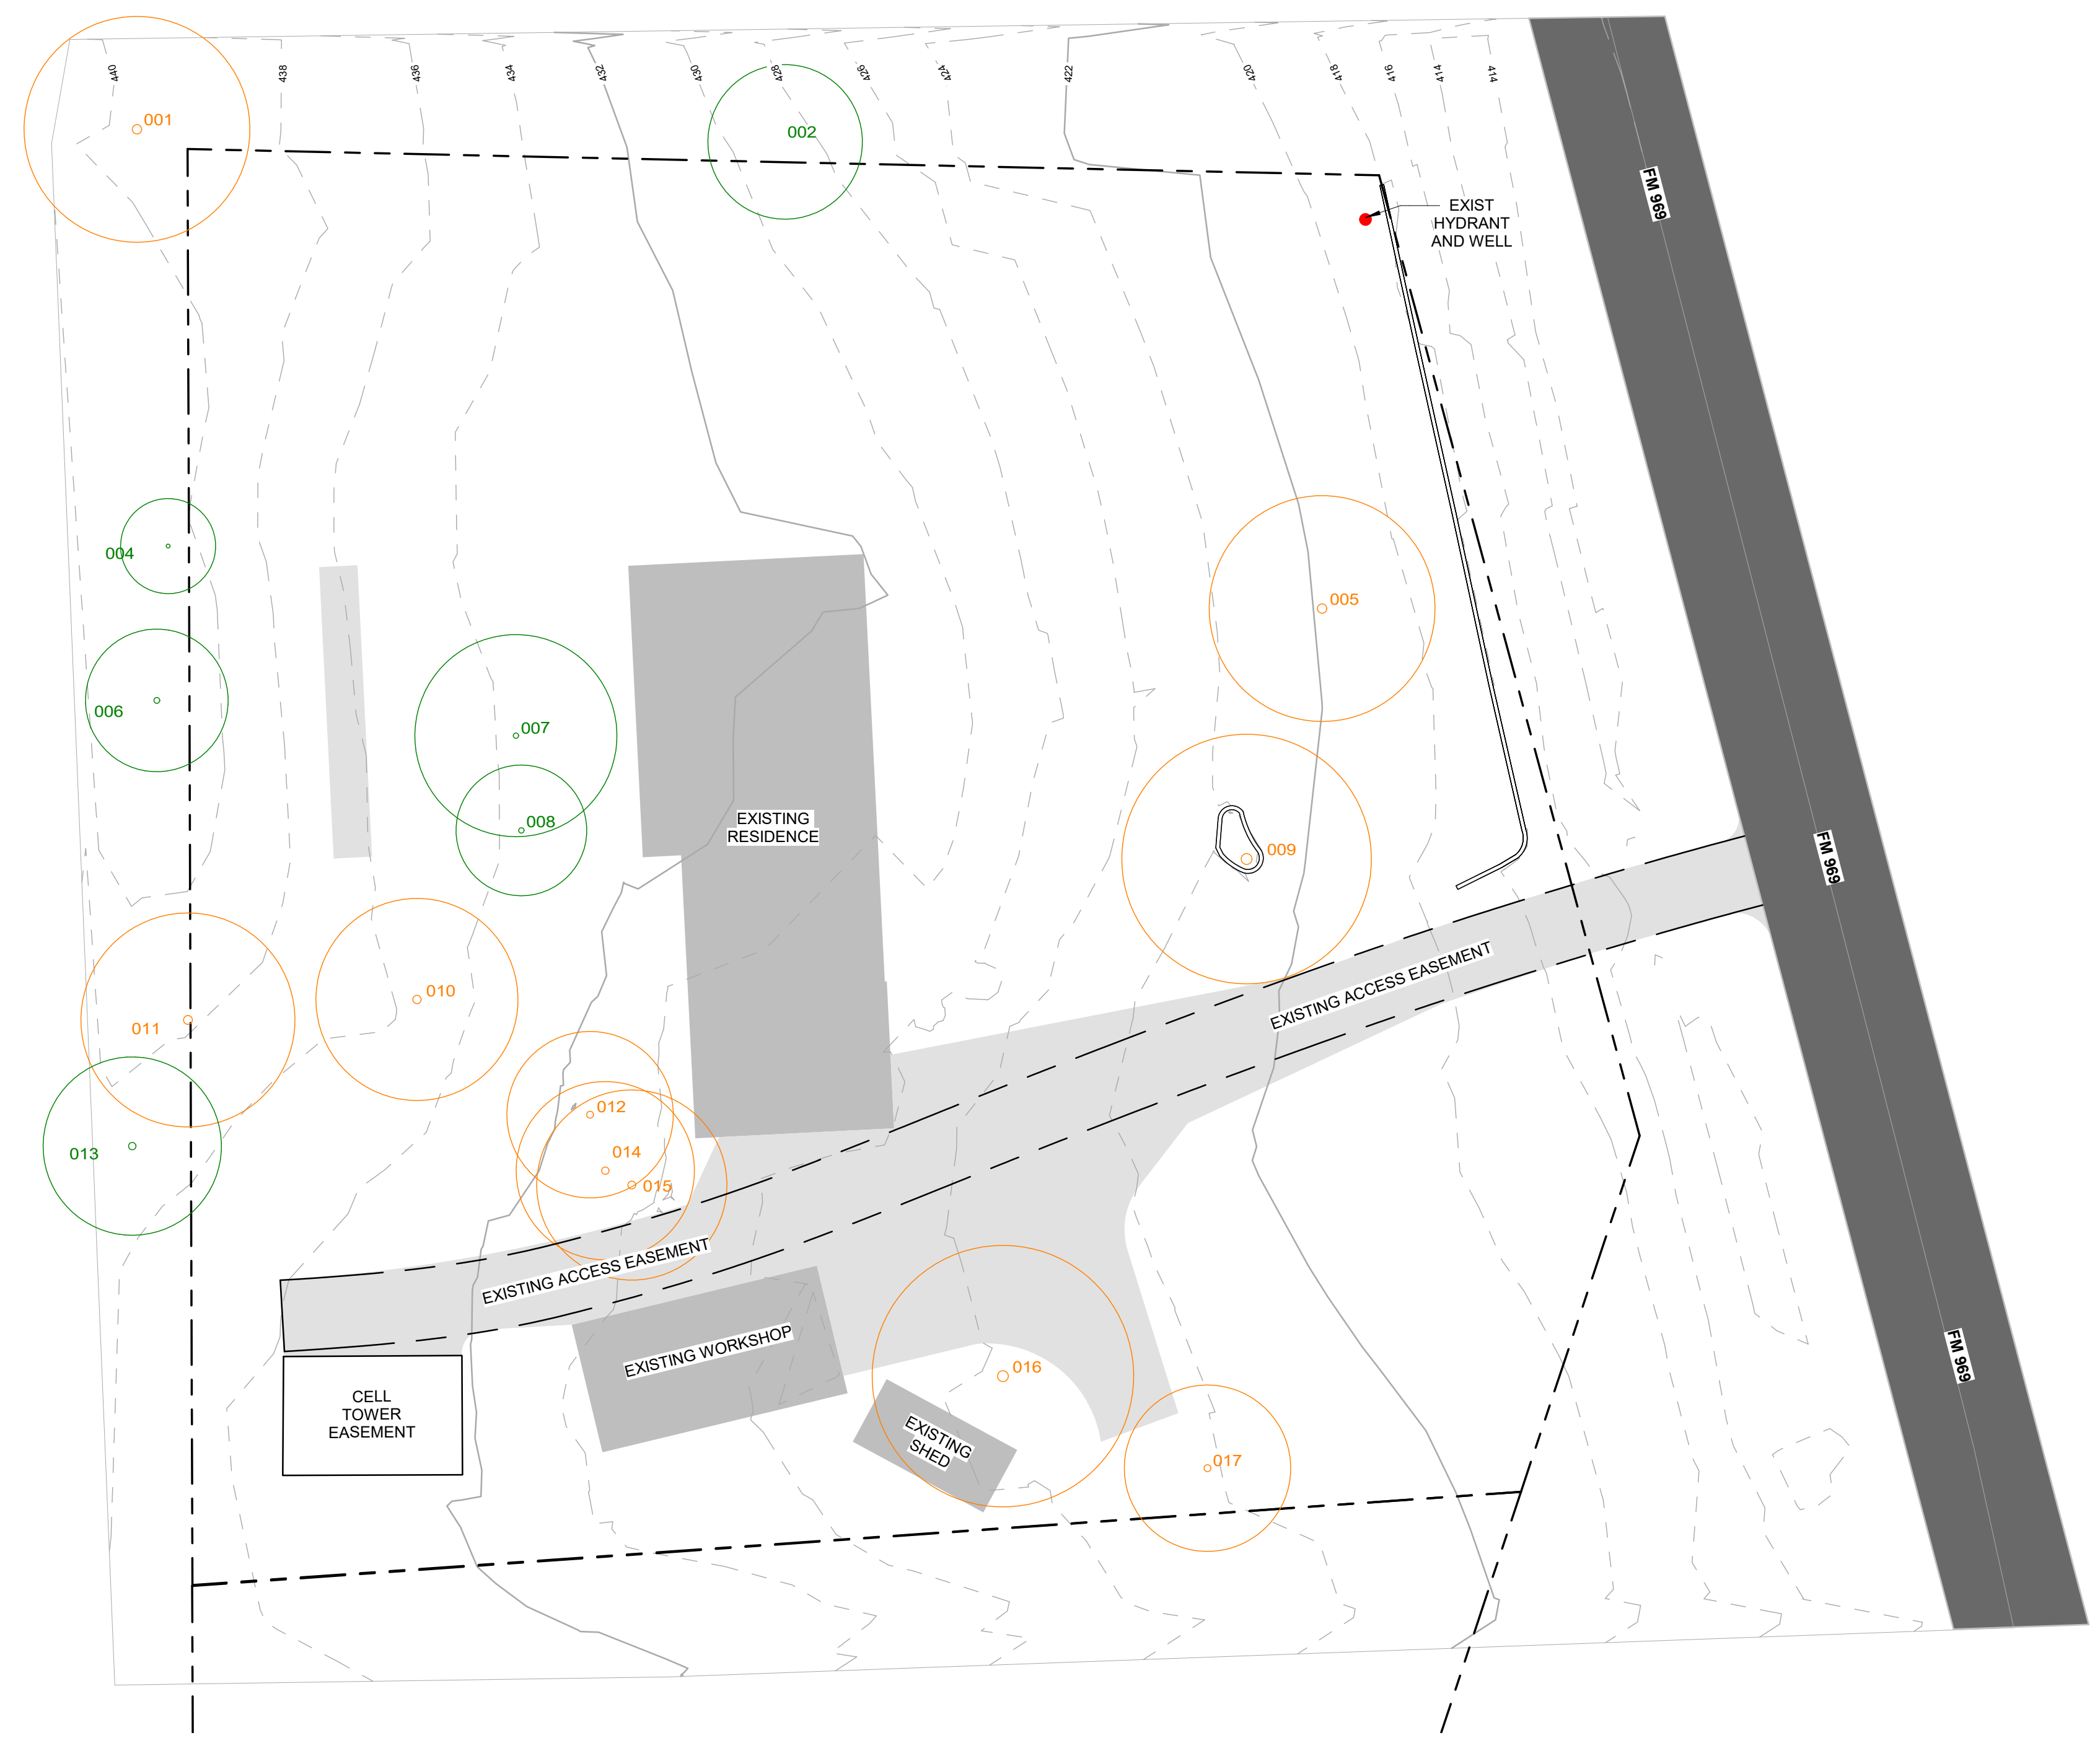 440
438
436
434
432
430
428
426
424
422
420
418
416
414
414
001
002
FM 969
EXIST
HYDRANT
AND WELL
004
005
006
007
008
EXISTING
RESIDENCE
009
FM 969
010
EXISTING ACCESS EASEMENT
011
012
013
014
015
EXISTING ACCESS EASEMENT
EXISTING WORKSHOP
016
FM 969
CELL
TOWER
EASEMENT
EXISTING
SHED
017